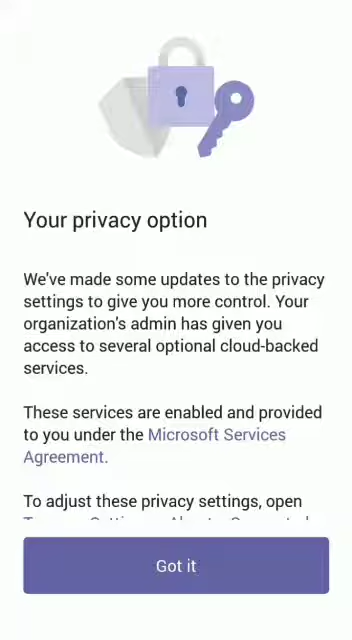 Your privacy option
We've made some updates to the privacy
settings to give you more control. Your
organization's admin has given you
access to several optional cloud-backed
services.
These services are enabled and provided
to you under the Microsoft Services
Agreement.
To adjust these privacy settings, open
Got it